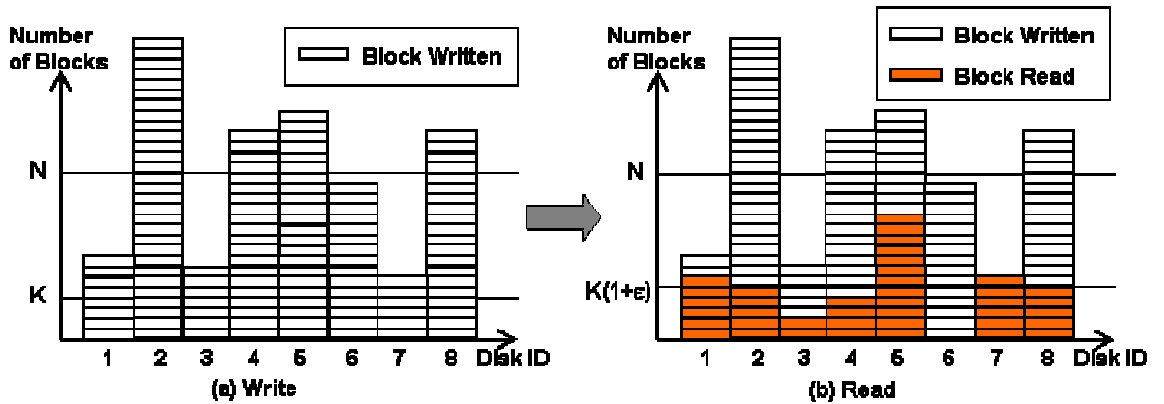 Number
of Blocks
Block Written
N
K
1 2 3 4 5 6 7 8 Disk ID
(a) Write
Number
of Blocks
Block Written
Block Read
N
K(1+ε)
1 2 3 4 5 6 7 8 Disk ID
(b) Read